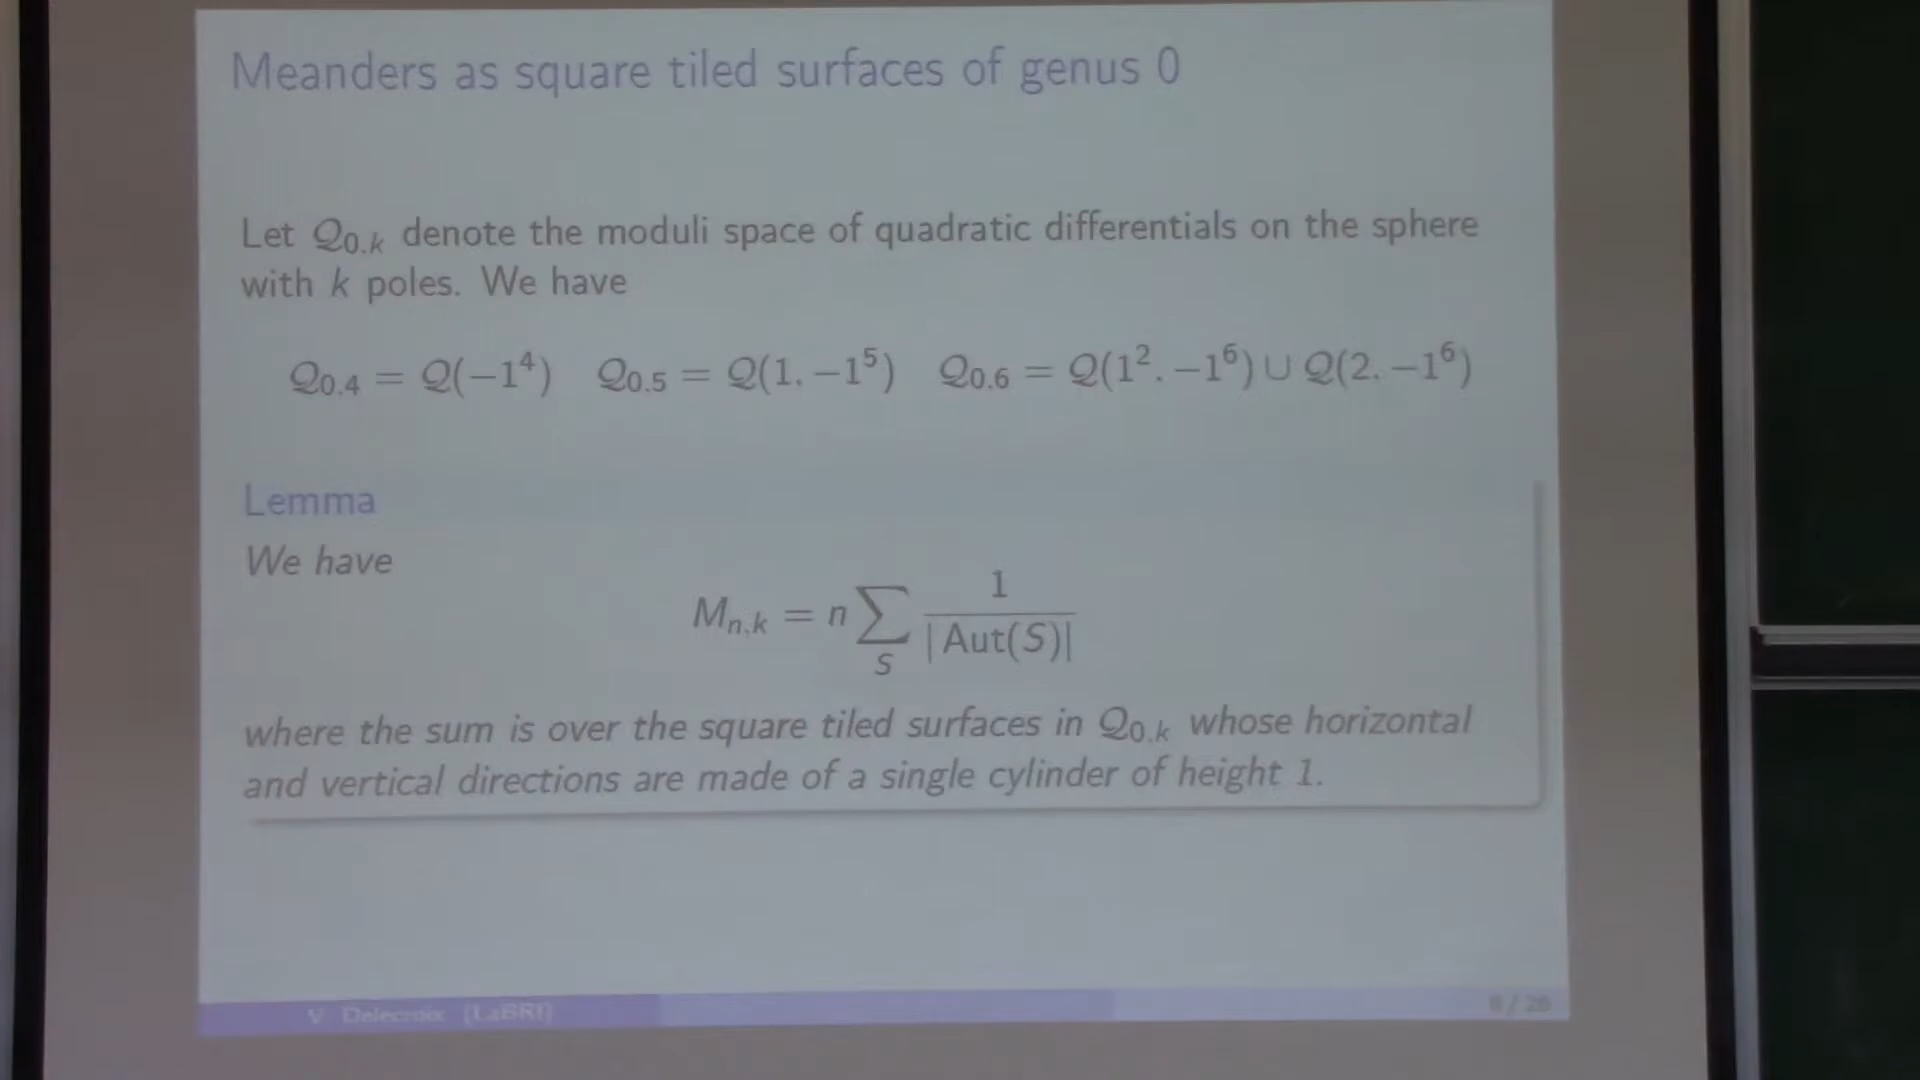 Meanders as square tiled surfaces of genus 0
Let Q₀,ₖ denote the moduli space of quadratic differentials on the sphere
with k poles. We have
Q₀,₄ = Q(−1⁴) Q₀,₅ = Q(1, −1⁵) Q₀,₆ = Q(1², −1⁶) ∪ Q(2, −1⁶)
Lemma
We have
Mₙ,ₖ = n ∑_S 1 / |Aut(S)|
where the sum is over the square tiled surfaces in Q₀,ₖ whose horizontal
and vertical directions are made of a single cylinder of height 1.
V. Delecroix (LaBRI)